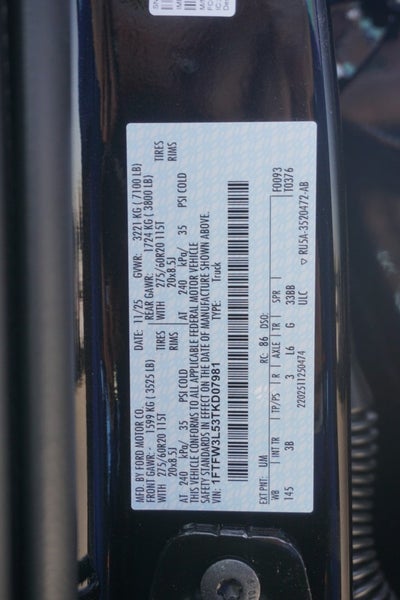 MFD. BY FORD MOTOR CO.
DATE: 11/25 GVWR: 3221 KG ( 7100 LB)
FRONT GAWR: - 1599 KG ( 3525 LB) REAR GAWR: 1724 KG ( 3800 LB)
WITH 275/60R20 115T TIRES WITH 275/60R20 115T TIRES
20x8.5J RIMS 20x8.5J RIMS
AT 240 kPa/ 35 PSI COLD AT 240 kPa/ 35 PSI COLD
THIS VEHICLE CONFORMS TO ALL APPLICABLE FEDERAL MOTOR VEHICLE
SAFETY STANDARDS IN EFFECT ON THE DATE OF MANUFACTURE SHOWN ABOVE.
VIN: 1FTFW3L53TKD07981 TYPE: Truck
F0093
T0376
EXT PNT: UM RC: 86 DSO:
WB INT TR TP/PS R AXLE TR SPR
145 3B 3 L6 G 33BB
ULC
2202511250474 RU5A-3520472-AB